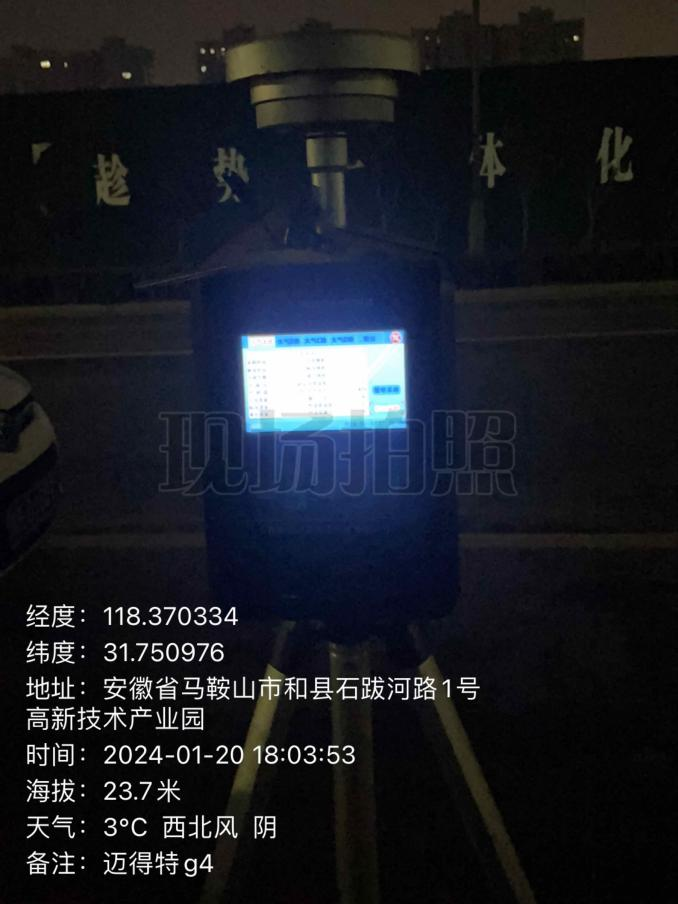 趁 势 体 化
现场拍照
经度：118.370334
纬度：31.750976
地址：安徽省马鞍山市和县石跋河路1号
高新技术产业园
时间：2024-01-20 18:03:53
海拔：23.7米
天气：3℃ 西北风 阴
备注：迈得特g4